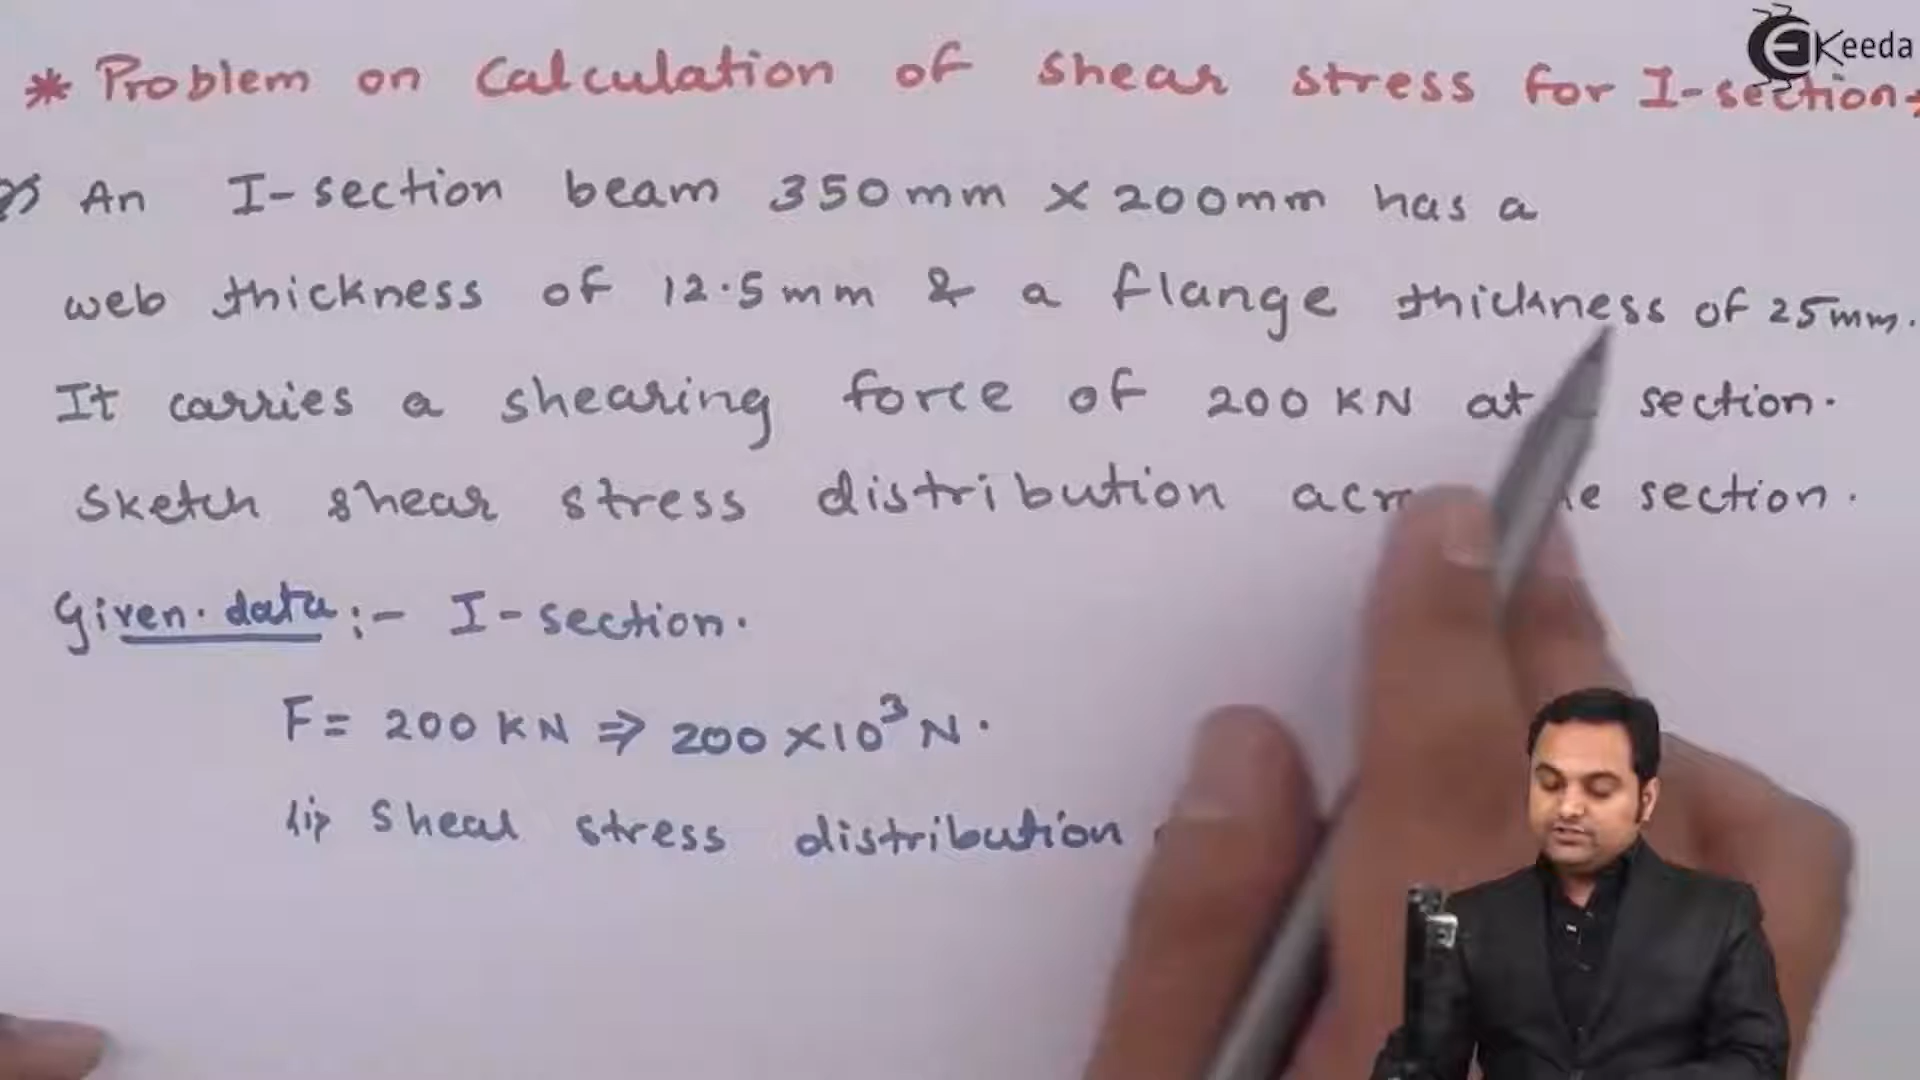 Keeda
* Problem on Calculation of shear stress for I-section
An I-section beam 350mm × 200mm has a
web thickness of 12.5mm & a flange thickness of 25mm.
It carries a shearing force of 200 KN at section.
Sketch shear stress distribution acr section.
Given data :- I-section.
F = 200 KN ⇒ 200 ×10³ N.
shear stress distribution